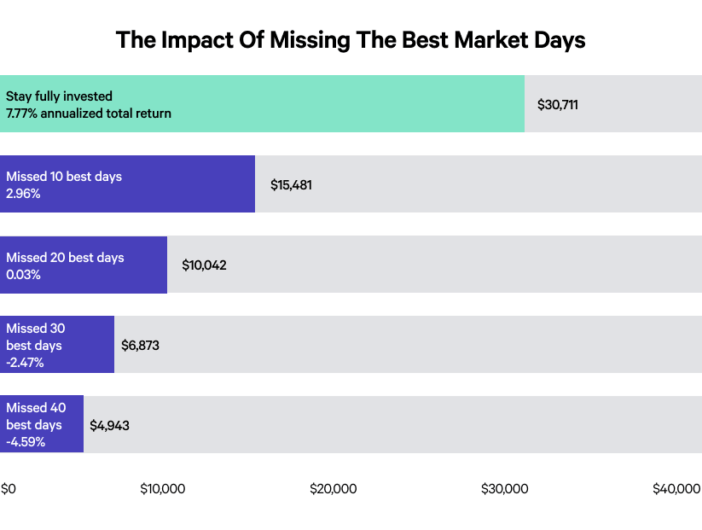 The Impact Of Missing The Best Market Days
Stay fully invested
7.77% annualized total return
$30,711
Missed 10 best days
2.96%
$15,481
Missed 20 best days
0.03%
$10,042
Missed 30
best days
-2.47%
$6,873
Missed 40
best days
-4.59%
$4,943
$0 $10,000 $20,000 $30,000 $40,000